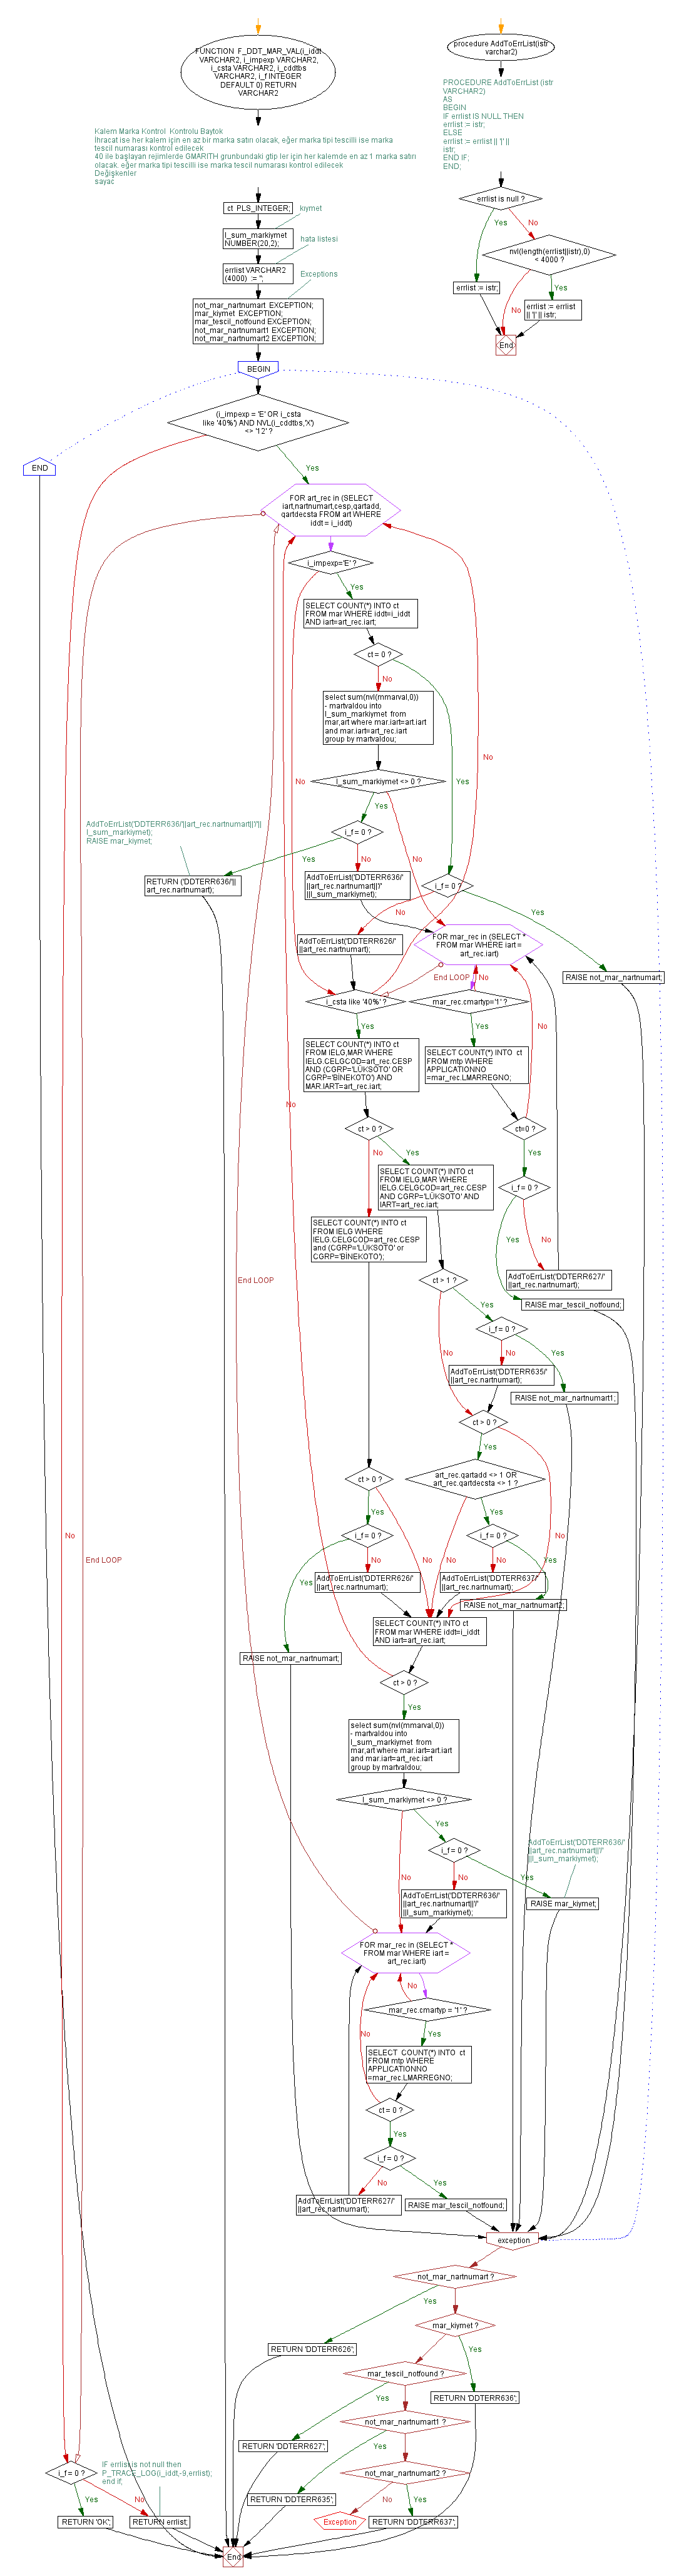 FUNCTION  F_DDT_MAR_VAL(i_iddt
VARCHAR2, i_impexp VARCHAR2,
i_csta VARCHAR2, i_cddtbs
VARCHAR2, i_f INTEGER
DEFAULT 0) RETURN
VARCHAR2
procedure AddToErrList(istr
varchar2)
PROCEDURE AddToErrList (istr
VARCHAR2)
AS
BEGIN
IF errlist IS NULL THEN
errlist := istr;
ELSE
errlist := errlist || '|' ||
istr;
END IF;
END;
Kalem Marka Kontrol  Kontrolu Baytok
Ihracat ise her kalem için en az bir marka satırı olacak, eğer marka tipi tescilli ise marka
tescil numarası kontrol edilecek
40 ile başlayan rejimlerde GMARITH grunbundaki gtip ler için her kalemde en az 1 marka satırı
olacak. eğer marka tipi tescilli ise marka tescil numarası kontrol edilecek
Değişkenler
sayac
ct  PLS_INTEGER;
kıymet
l_sum_markiymet
NUMBER(20,2);
hata listesi
errlist VARCHAR2
(4000)  := '';
Exceptions
not_mar_nartnumart  EXCEPTION;
mar_kiymet  EXCEPTION;
mar_tescil_notfound  EXCEPTION;
not_mar_nartnumart1  EXCEPTION;
not_mar_nartnumart2  EXCEPTION;
errlist is null ?
Yes
No
nvl(length(errlist||istr),0)
< 4000 ?
Yes
No
errlist := istr;
errlist := errlist
|| '|' || istr;
End
BEGIN
(i_impexp = 'E' OR i_csta
like '40%') AND NVL(i_cddtbs,'X')
<> '12' ?
END
Yes
FOR art_rec in (SELECT
iart,nartnumart,cesp,qartadd,
qartdecsta FROM art WHERE
iddt = i_iddt)
i_impexp='E' ?
Yes
SELECT COUNT(*) INTO ct
FROM mar WHERE iddt=i_iddt
AND iart=art_rec.iart;
ct = 0 ?
No
select sum(nvl(mmarval,0))
- martvaldou into
l_sum_markiymet  from
mar,art where mar.iart=art.iart
and mar.iart=art_rec.iart
group by martvaldou;
No
No
Yes
l_sum_markiymet <> 0 ?
Yes
AddToErrList('DDTERR636/'||art_rec.nartnumart||'/'||
l_sum_markiymet);
RAISE mar_kiymet;
i_f = 0 ?
Yes
No
No
RETURN ('DDTERR636/'||
art_rec.nartnumart);
AddToErrList('DDTERR636/'
||art_rec.nartnumart||'/'
||l_sum_markiymet);
i_f = 0 ?
No
Yes
AddToErrList('DDTERR626/'
||art_rec.nartnumart);
FOR mar_rec in (SELECT *
FROM mar WHERE iart =
art_rec.iart)
RAISE not_mar_nartnumart;
End LOOP
No
i_csta like '40%' ?
mar_rec.cmartyp='1' ?
Yes
Yes
No
SELECT COUNT(*) INTO ct
FROM IELG,MAR WHERE
IELG.CELGCOD=art_rec.CESP
AND (CGRP='LÜKSOTO' OR
CGRP='BİNEKOTO') AND
MAR.IART=art_rec.iart;
SELECT COUNT(*) INTO  ct
FROM mtp WHERE
APPLICATIONNO
=mar_rec.LMARREGNO;
No
ct > 0 ?
ct=0 ?
No
Yes
Yes
SELECT COUNT(*) INTO ct
FROM IELG,MAR WHERE
IELG.CELGCOD=art_rec.CESP
AND CGRP='LÜKSOTO' AND
IART=art_rec.iart;
i_f = 0 ?
SELECT COUNT(*) INTO ct
FROM IELG WHERE
IELG.CELGCOD=art_rec.CESP
and (CGRP='LÜKSOTO' or
CGRP='BİNEKOTO');
Yes
No
End LOOP
ct > 1 ?
AddToErrList('DDTERR627/'
||art_rec.nartnumart);
RAISE mar_tescil_notfound;
Yes
i_f = 0 ?
No
No
Yes
AddToErrList('DDTERR635/'
||art_rec.nartnumart);
RAISE not_mar_nartnumart1;
ct > 0 ?
Yes
ct > 0 ?
art_rec.qartadd <> 1 OR
art_rec.qartdecsta <> 1 ?
Yes
Yes
i_f = 0 ?
i_f = 0 ?
No
No
End LOOP
No
No
No
No
Yes
Yes
AddToErrList('DDTERR626/'
||art_rec.nartnumart);
AddToErrList('DDTERR637/'
||art_rec.nartnumart);
RAISE not_mar_nartnumart2;
SELECT COUNT(*) INTO ct
FROM mar WHERE iddt=i_iddt
AND iart=art_rec.iart;
RAISE not_mar_nartnumart;
ct > 0 ?
Yes
select sum(nvl(mmarval,0))
- martvaldou into
l_sum_markiymet  from
mar,art where mar.iart=art.iart
and mar.iart=art_rec.iart
group by martvaldou;
l_sum_markiymet <> 0 ?
Yes
AddToErrList('DDTERR636/'
||art_rec.nartnumart||'/'
||l_sum_markiymet);
i_f = 0 ?
No
No
Yes
AddToErrList('DDTERR636/'
||art_rec.nartnumart||'/'
||l_sum_markiymet);
RAISE mar_kiymet;
FOR mar_rec in (SELECT *
FROM mar WHERE iart =
art_rec.iart)
No
mar_rec.cmartyp = '1' ?
No
Yes
SELECT  COUNT(*) INTO  ct
FROM mtp WHERE
APPLICATIONNO
=mar_rec.LMARREGNO;
ct = 0 ?
Yes
i_f = 0 ?
No
Yes
AddToErrList('DDTERR627/'
||art_rec.nartnumart);
RAISE mar_tescil_notfound;
exception
not_mar_nartnumart ?
Yes
mar_kiymet ?
RETURN 'DDTERR626';
Yes
mar_tescil_notfound ?
Yes
RETURN 'DDTERR636';
not_mar_nartnumart1 ?
RETURN 'DDTERR627';
Yes
IF errlist is not null then
P_TRACE_LOG(i_iddt,-9,errlist);
end if;
i_f = 0 ?
not_mar_nartnumart2 ?
Yes
No
RETURN 'DDTERR635';
No
Yes
RETURN 'OK';
RETURN errlist;
Exception
RETURN 'DDTERR637';
End